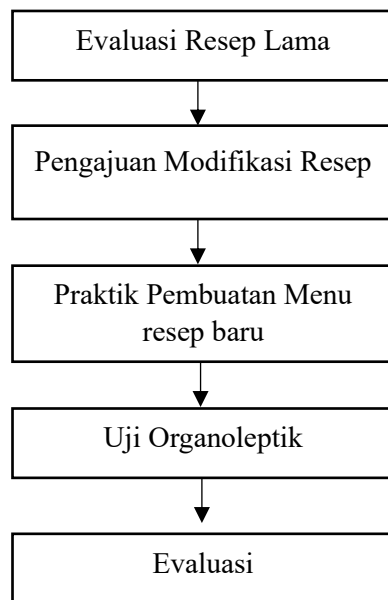 Evaluasi Resep Lama
Pengajuan Modifikasi Resep
Praktik Pembuatan Menu
resep baru
Uji Organoleptik
Evaluasi